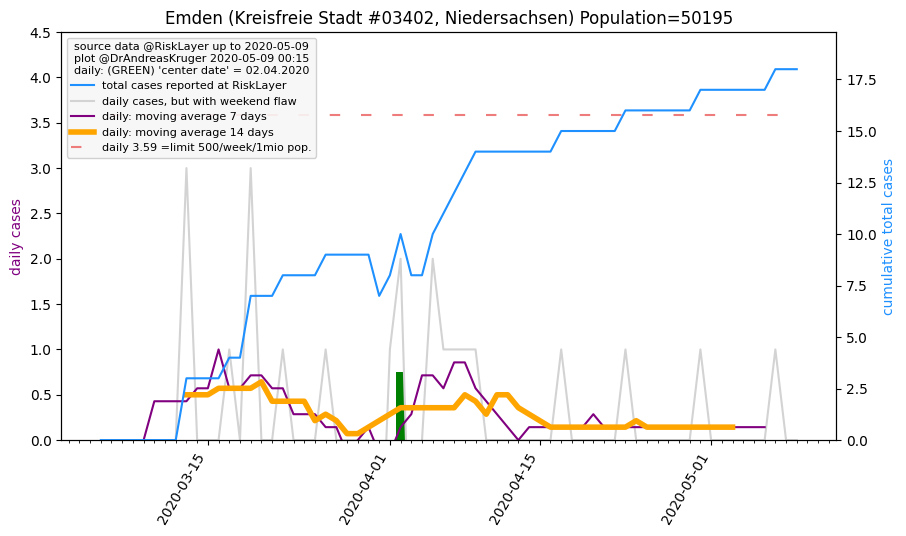 Emden (Kreisfreie Stadt #03402, Niedersachsen) Population=50195
source data @RiskLayer up to 2020-05-09
plot @DrAndreasKruger 2020-05-09 00:15
daily: (GREEN) 'center date' = 02.04.2020
total cases reported at RiskLayer
daily cases, but with weekend flaw
daily: moving average 7 days
daily: moving average 14 days
daily 3.59 =limit 500/week/1mio pop.
daily cases
4.5
4.0
3.5
3.0
2.5
2.0
1.5
1.0
0.5
0.0
17.5
15.0
12.5
10.0
7.5
5.0
2.5
0.0
cumulative total cases
2020-03-15
2020-04-01
2020-04-15
2020-05-01